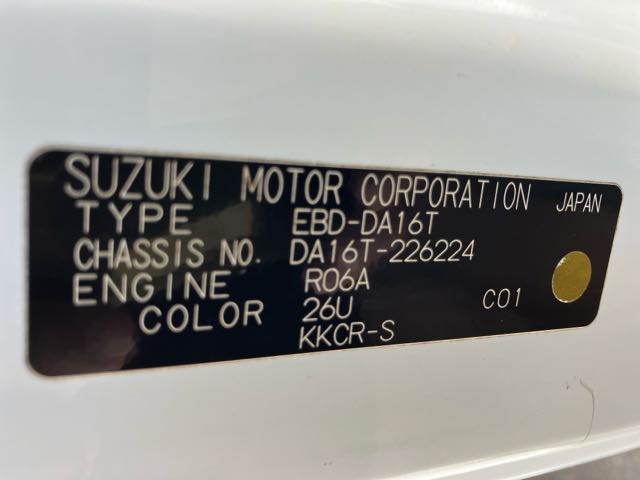 SUZUKI MOTOR CORPORATION JAPAN
TYPE EBD-DA16T
CHASSIS NO. DA16T-226224
ENGINE R06A
COLOR 26U C01
KKCR-S